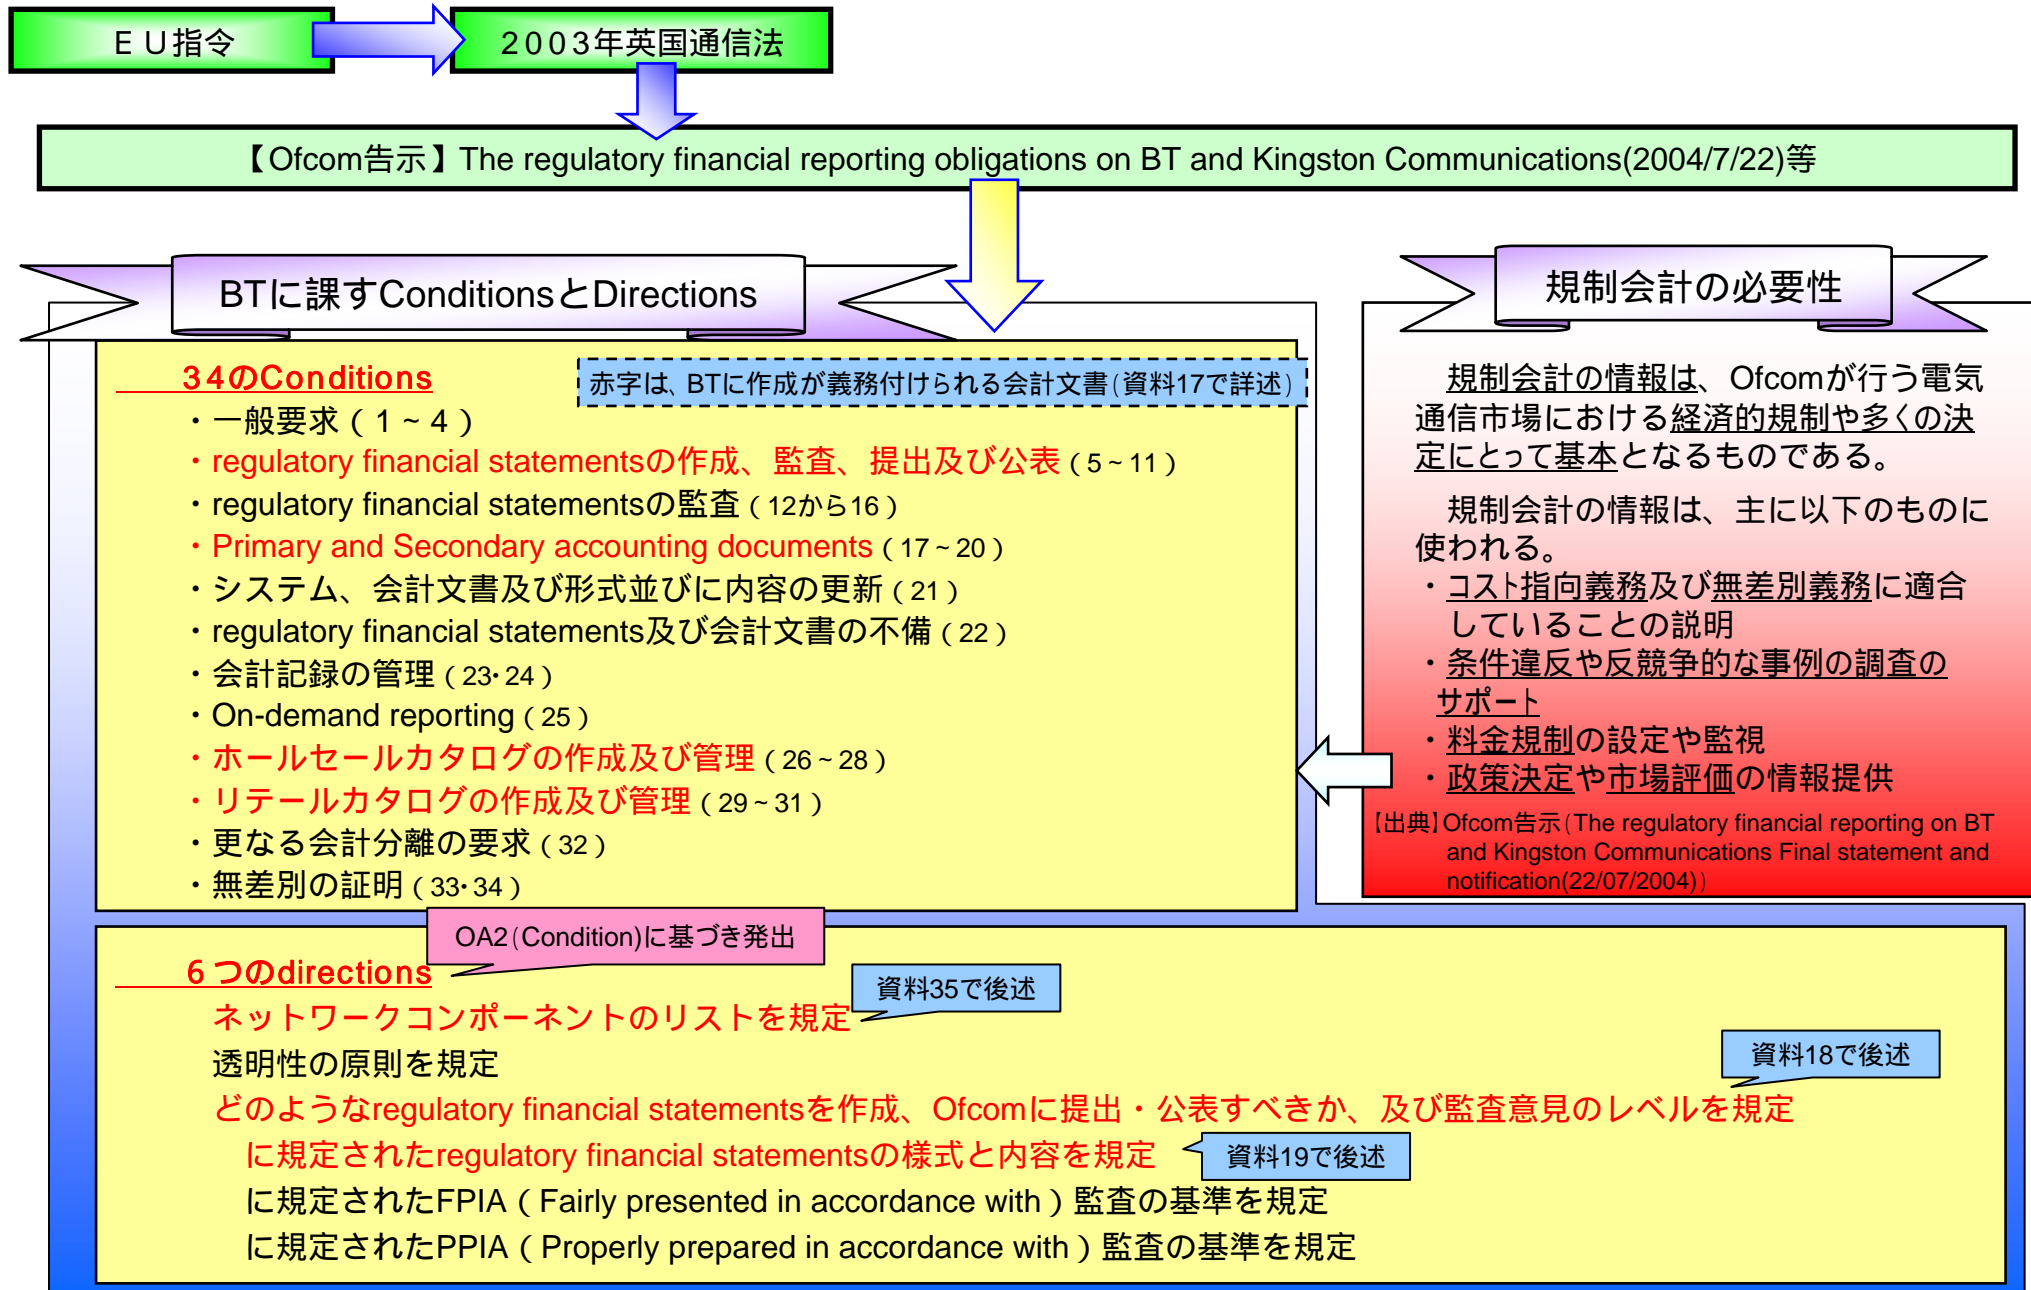 ＥＵ指令
２００３年英国通信法
【Ofcom告示】The regulatory financial reporting obligations on BT and Kingston Communications(2004/7/22)等
BTに課すConditionsとDirections
３４のConditions
赤字は、BTに作成が義務付けられる会計文書(資料17で詳述)
・一般要求（１～４）
・regulatory financial statementsの作成、監査、提出及び公表（5～11）
・regulatory financial statementsの監査（12から16）
・Primary and Secondary accounting documents（17～20）
・システム、会計文書及び形式並びに内容の更新（21）
・regulatory financial statements及び会計文書の不備（22）
・会計記録の管理（23･24）
・On-demand reporting（25）
・ホールセールカタログの作成及び管理（26～28）
・リテールカタログの作成及び管理（29～31）
・更なる会計分離の要求（32）
・無差別の証明（33･34）
規制会計の必要性
規制会計の情報は、Ofcomが行う電気
通信市場における経済的規制や多くの決
定にとって基本となるものである。
規制会計の情報は、主に以下のものに
使われる。
・コスト指向義務及び無差別義務に適合
していることの説明
・条件違反や反競争的な事例の調査の
サポート
・料金規制の設定や監視
・政策決定や市場評価の情報提供
【出典】Ofcom告示(The regulatory financial reporting on BT
and Kingston Communications Final statement and
notification(22/07/2004))
OA2(Condition)に基づき発出
６つのdirections
資料35で後述
ネットワークコンポーネントのリストを規定
透明性の原則を規定
資料18で後述
どのようなregulatory financial statementsを作成、Ofcomに提出・公表すべきか、及び監査意見のレベルを規定
に規定されたregulatory financial statementsの様式と内容を規定
資料19で後述
に規定されたFPIA（Fairly presented in accordance with）監査の基準を規定
に規定されたPPIA（Properly prepared in accordance with）監査の基準を規定